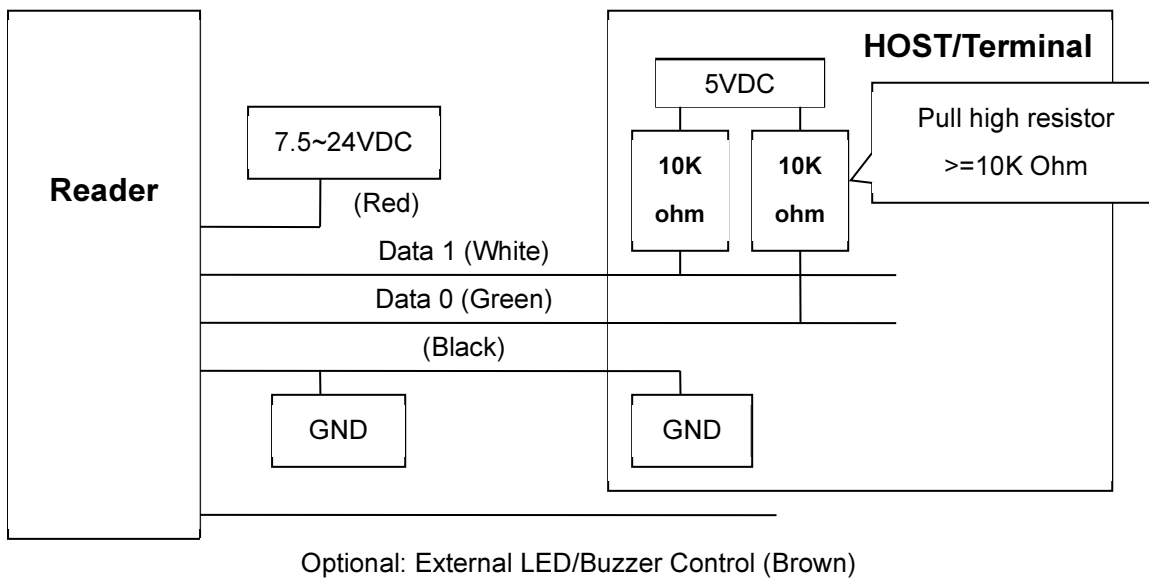 HOST/Terminal
5VDC
7.5~24VDC
Pull high resistor
>=10K Ohm
10K
ohm
10K
ohm
Reader
(Red)
Data 1 (White)
Data 0 (Green)
(Black)
GND
GND
Optional: External LED/Buzzer Control (Brown)